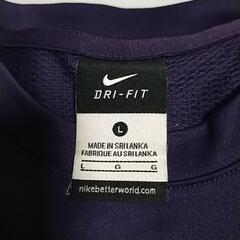 DRI-FIT
L
MADE IN SRI LANKA
FABRIQUE AU SRI LANKA
L G G
nikebetterworld.com